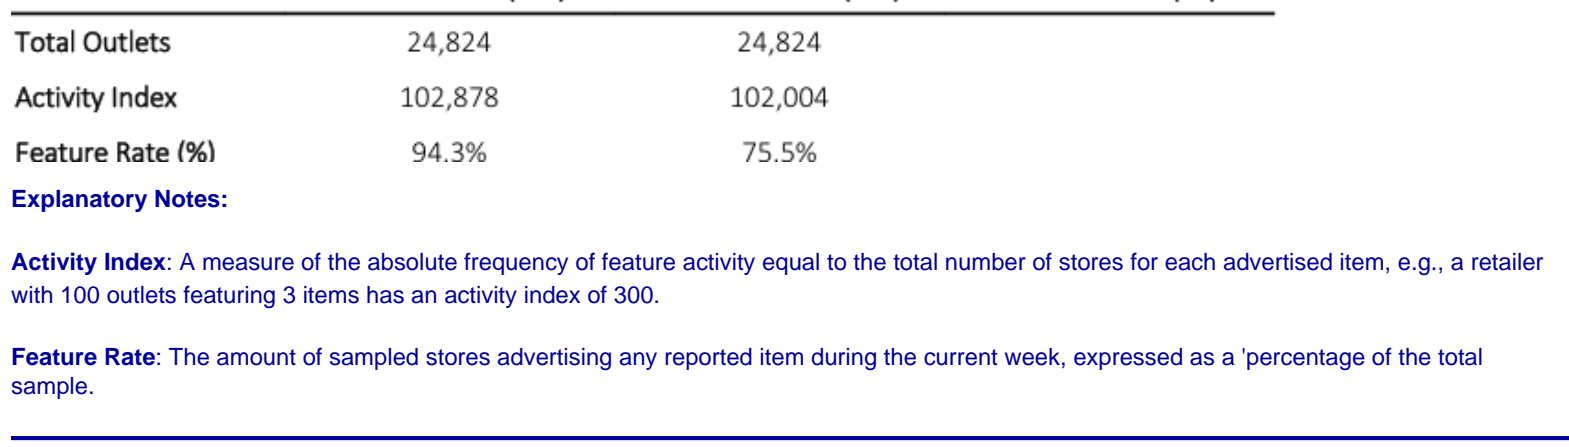 Total Outlets 24,824 24,824
Activity Index 102,878 102,004
Feature Rate (%) 94.3% 75.5%
Explanatory Notes:
Activity Index: A measure of the absolute frequency of feature activity equal to the total number of stores for each advertised item, e.g., a retailer
with 100 outlets featuring 3 items has an activity index of 300.
Feature Rate: The amount of sampled stores advertising any reported item during the current week, expressed as a 'percentage of the total
sample.